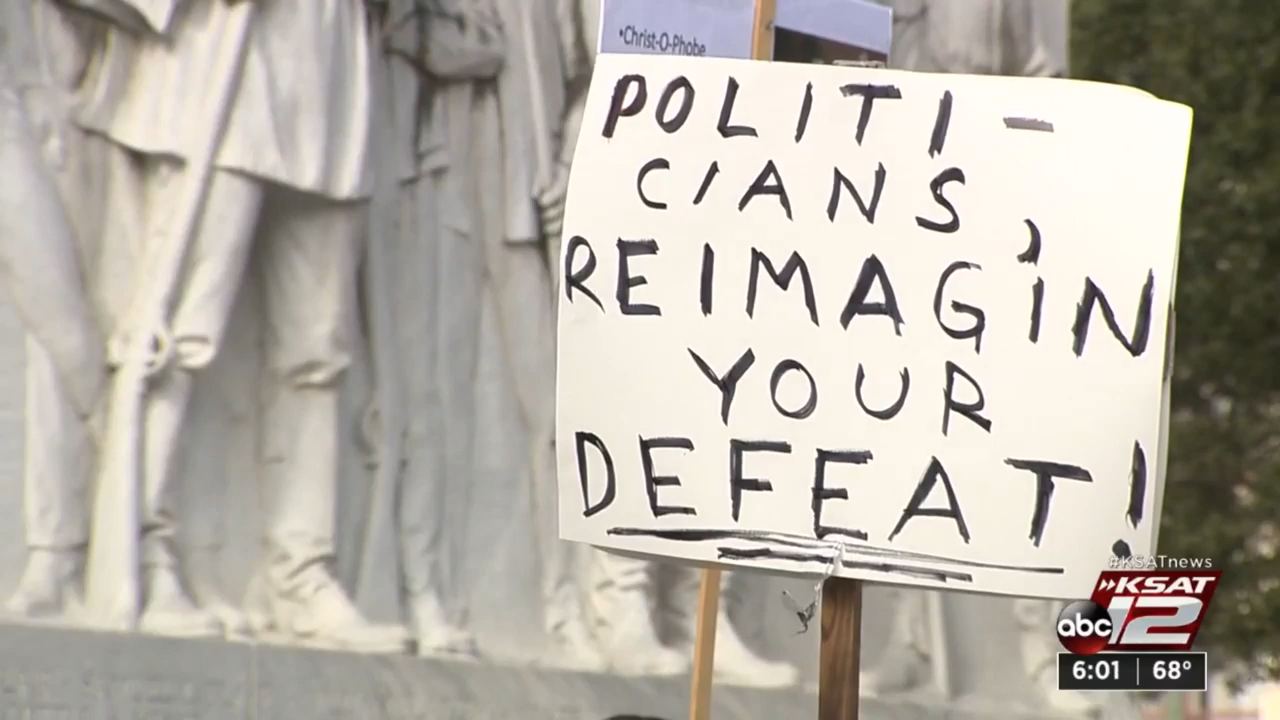 •Christ-O-Phobe
POLITI-
CIANS,
REIMAGIN
YOUR
DEFEAT!
#KSATnews
KSAT
abc 12
6:01 | 68°